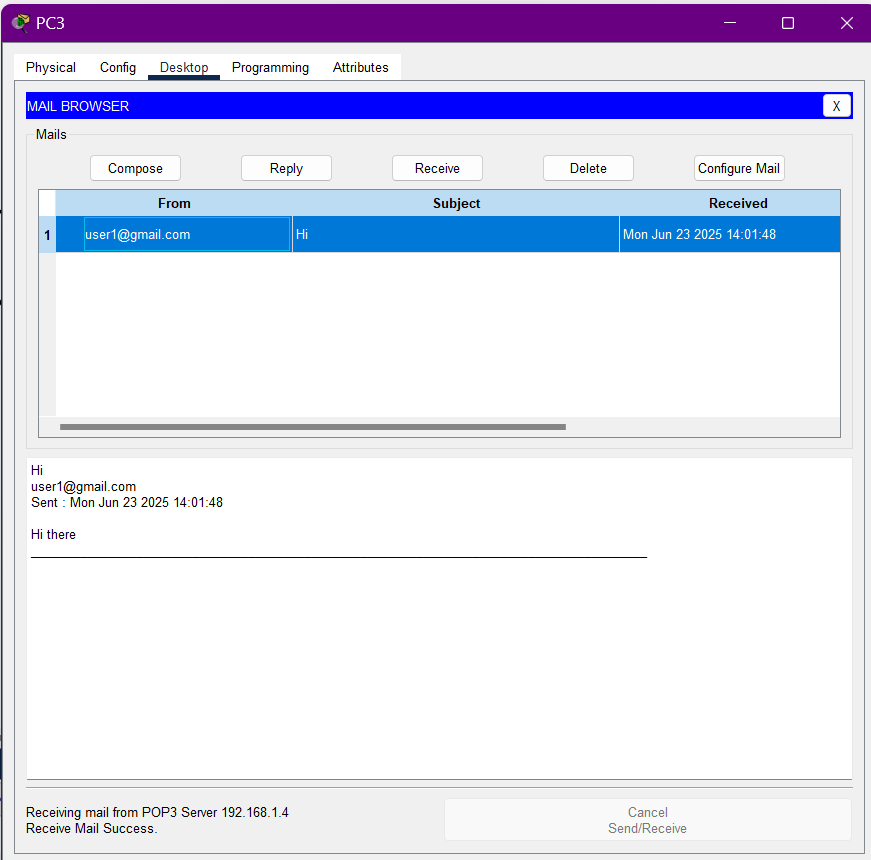 PC3
Physical Config Desktop Programming Attributes
MAIL BROWSER X
Mails
Compose Reply Receive Delete Configure Mail
From Subject Received
1 user1@gmail.com Hi Mon Jun 23 2025 14:01:48
Hi
user1@gmail.com
Sent : Mon Jun 23 2025 14:01:48
Hi there
Receiving mail from POP3 Server 192.168.1.4
Receive Mail Success.
Cancel
Send/Receive